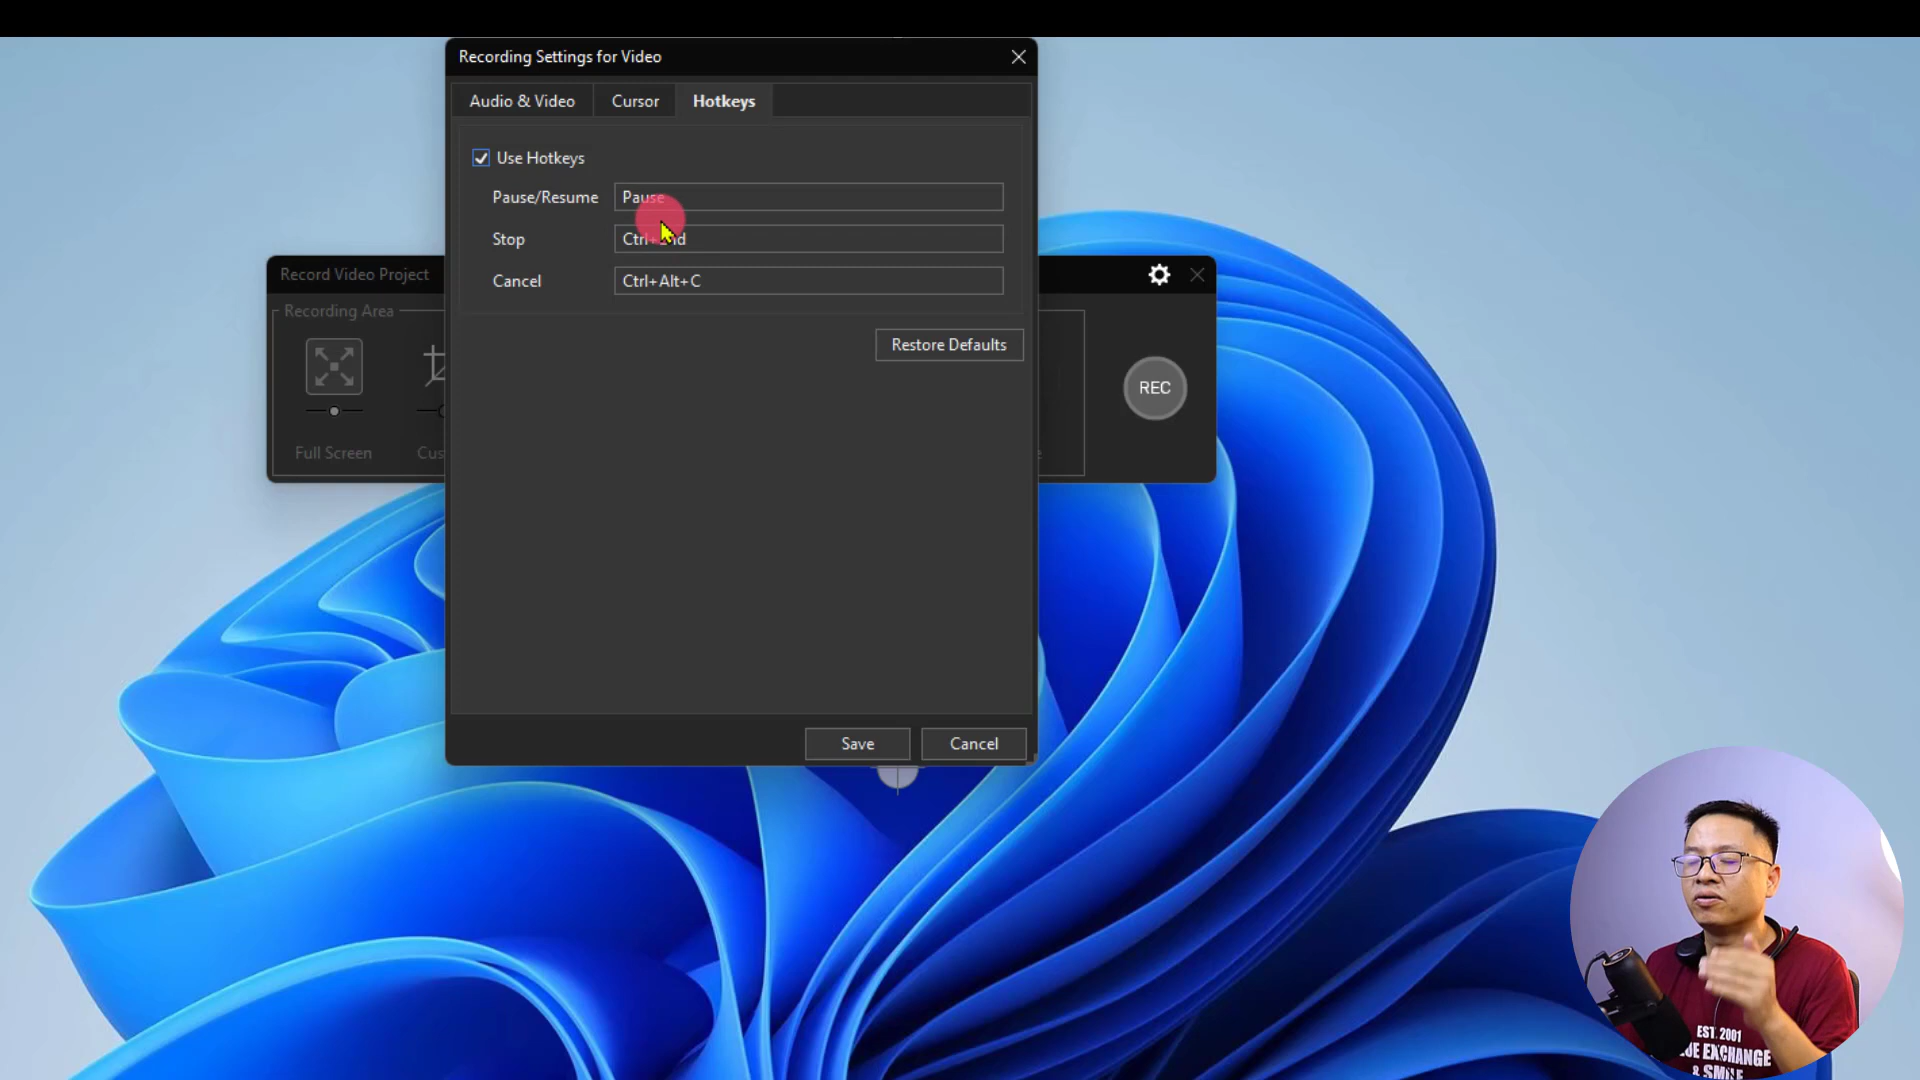 Recording Settings for Video
Audio & Video Cursor Hotkeys
Use Hotkeys
Pause/Resume Pause
Stop
Cancel Ctrl+Alt+C
Restore Defaults
Record Video Project
Recording Area
REC
Full Screen
Save Cancel
EST. 2001
EXCHANGE